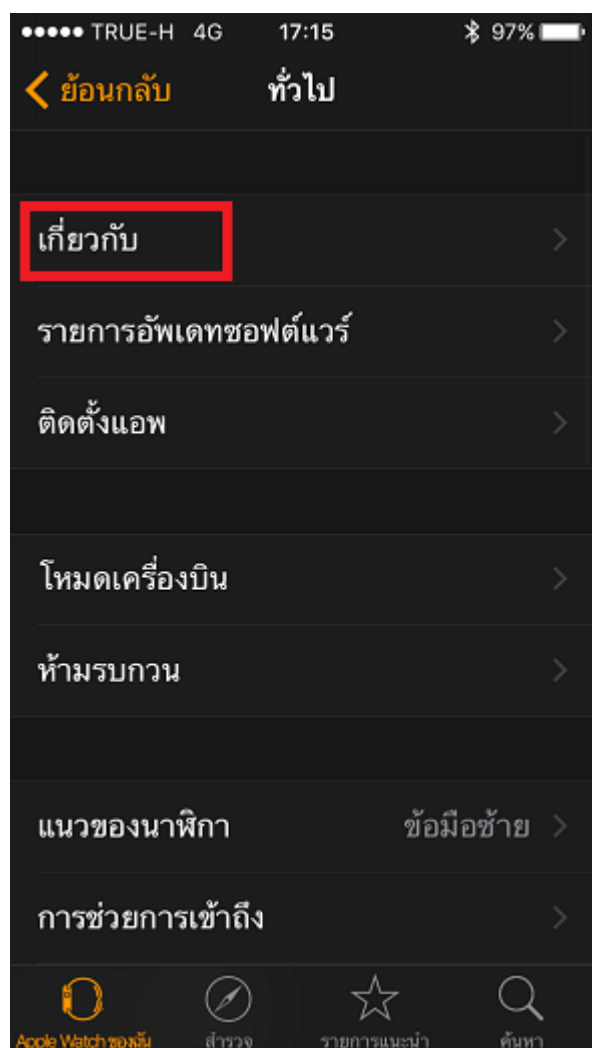 TRUE-H 4G 17:15 97%
ย้อนกลับ ทั่วไป
เกี่ยวกับ
รายการอัพเดทซอฟต์แวร์
ติดตั้งแอพ
โหมดเครื่องบิน
ห้ามรบกวน
แนวของนาฬิกา ข้อมือซ้าย
การช่วยการเข้าถึง
Apple Watch ของฉัน สำรวจ รายการแนะนำ ค้นหา